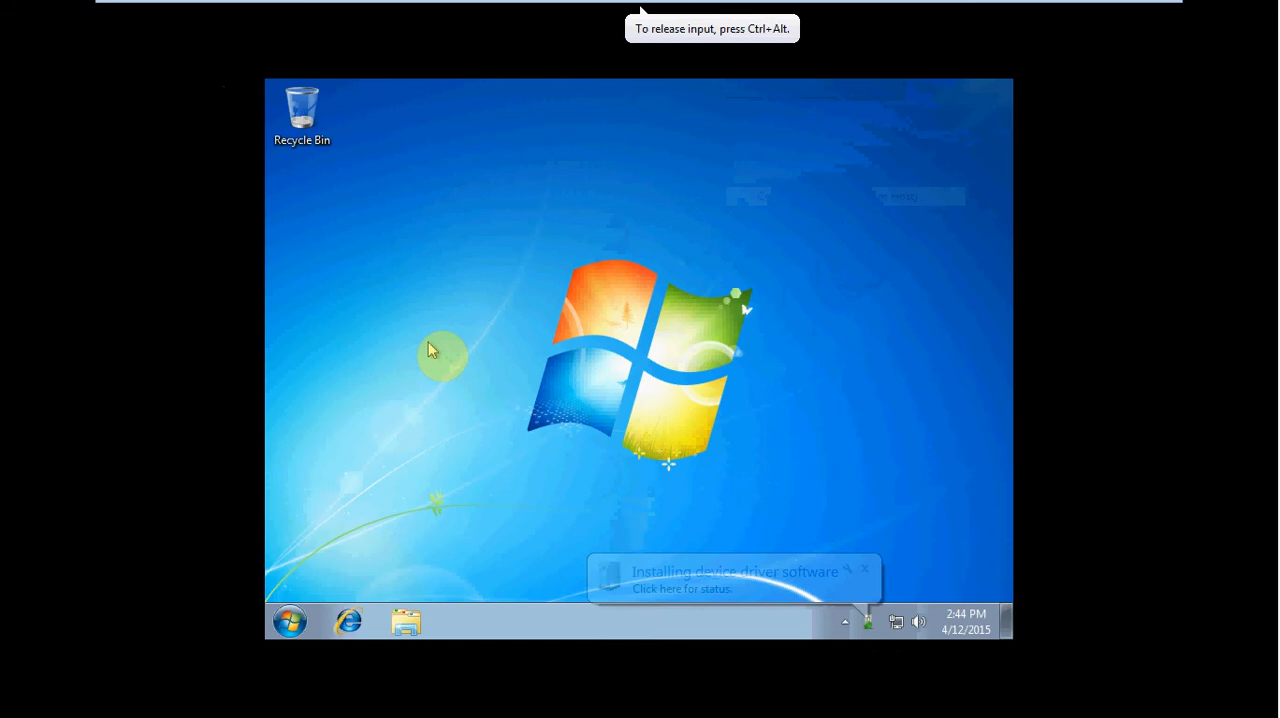 To release input, press Ctrl+Alt.
Recycle Bin
Installing device driver software
Click here for status.
2:44 PM
4/12/2015